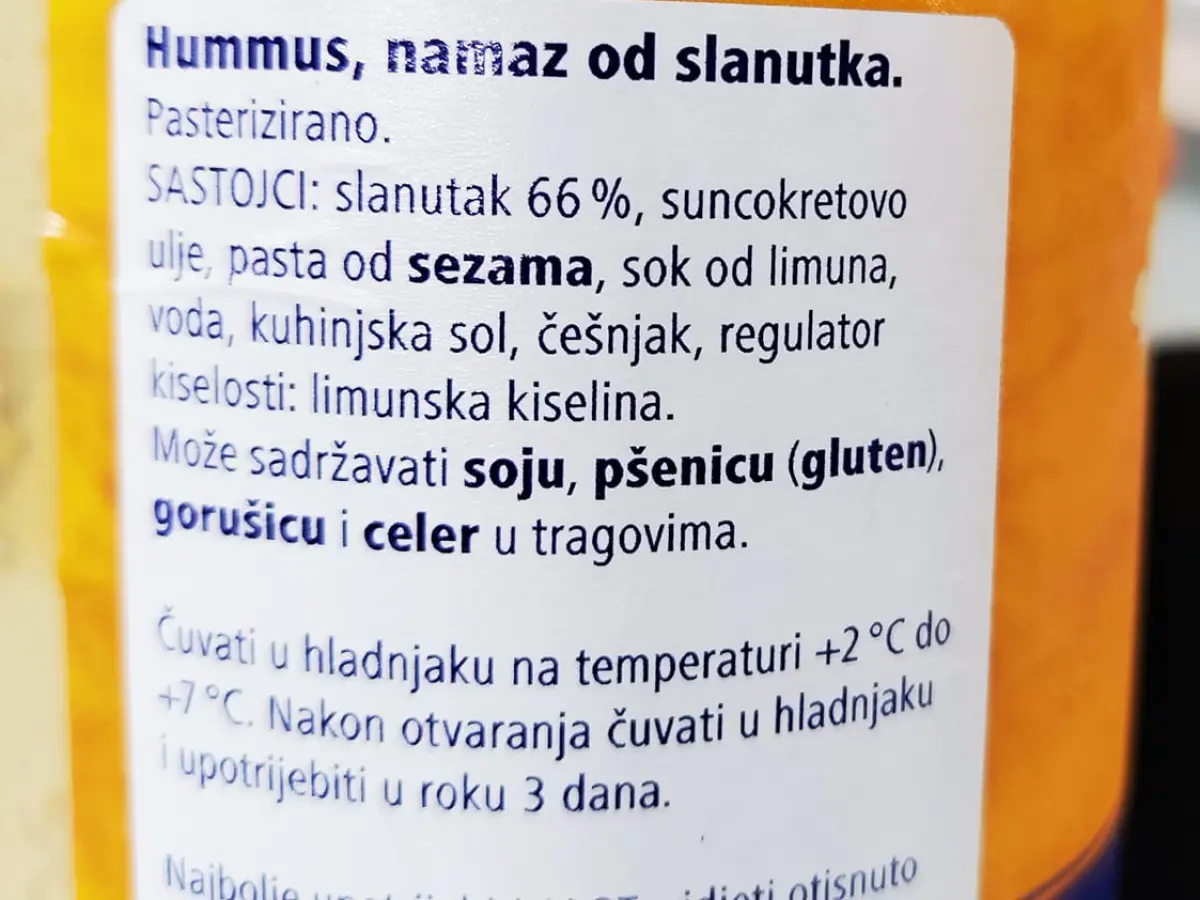 Hummus, namaz od slanutka.
Pasterizirano.
SASTOJCI: slanutak 66 %, suncokretovo
ulje, pasta od sezama, sok od limuna,
voda, kuhinjska sol, češnjak, regulator
kiselosti: limunska kiselina.
Može sadržavati soju, pšenicu (gluten),
gorušicu i celer u tragovima.
Čuvati u hladnjaku na temperaturi +2 °C do
+7 °C. Nakon otvaranja čuvati u hladnjaku
i upotrijebiti u roku 3 dana.
Najbolje otisnuto